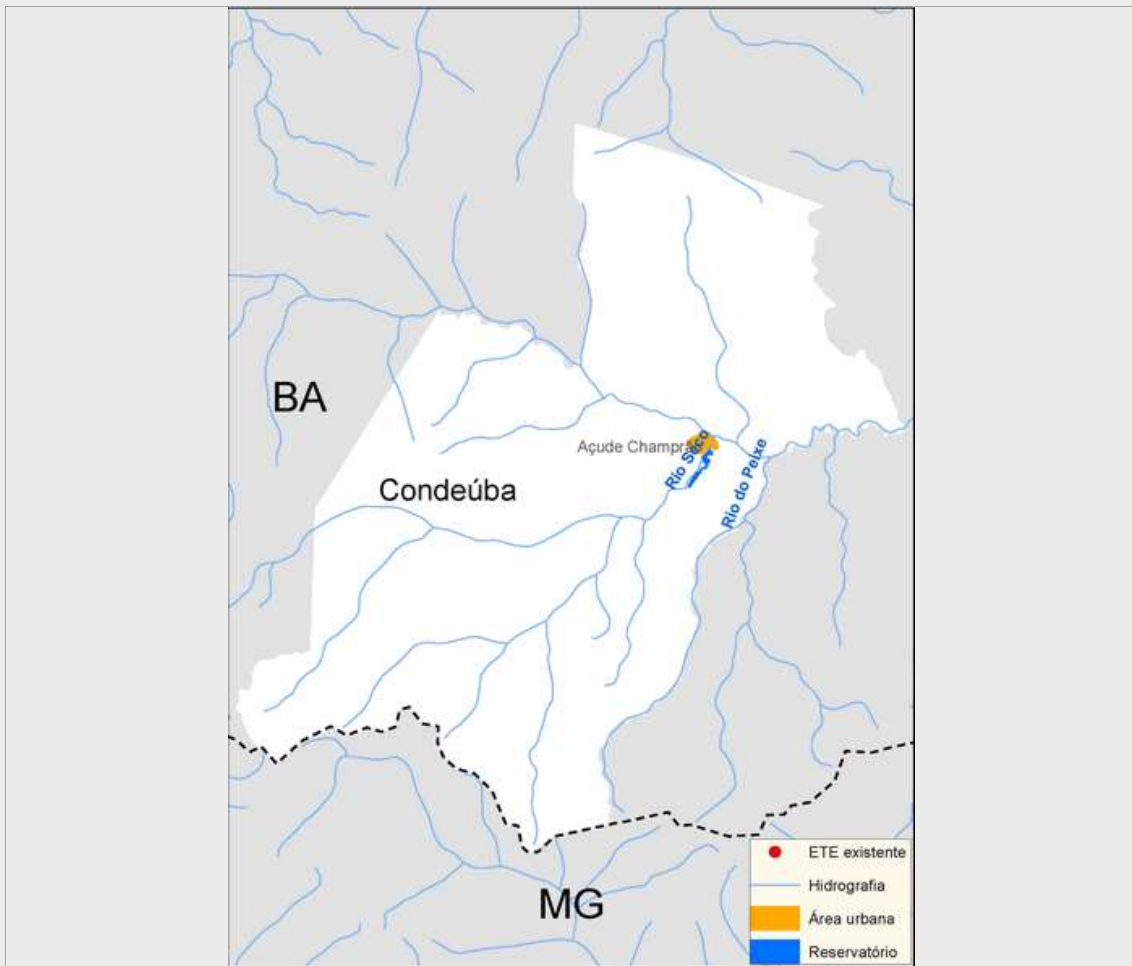 BA
Açude Champrão
Rio Seco
Rio do Peixe
Condeúba
MG
ETE existente
Hidrografia
Área urbana
Reservatório